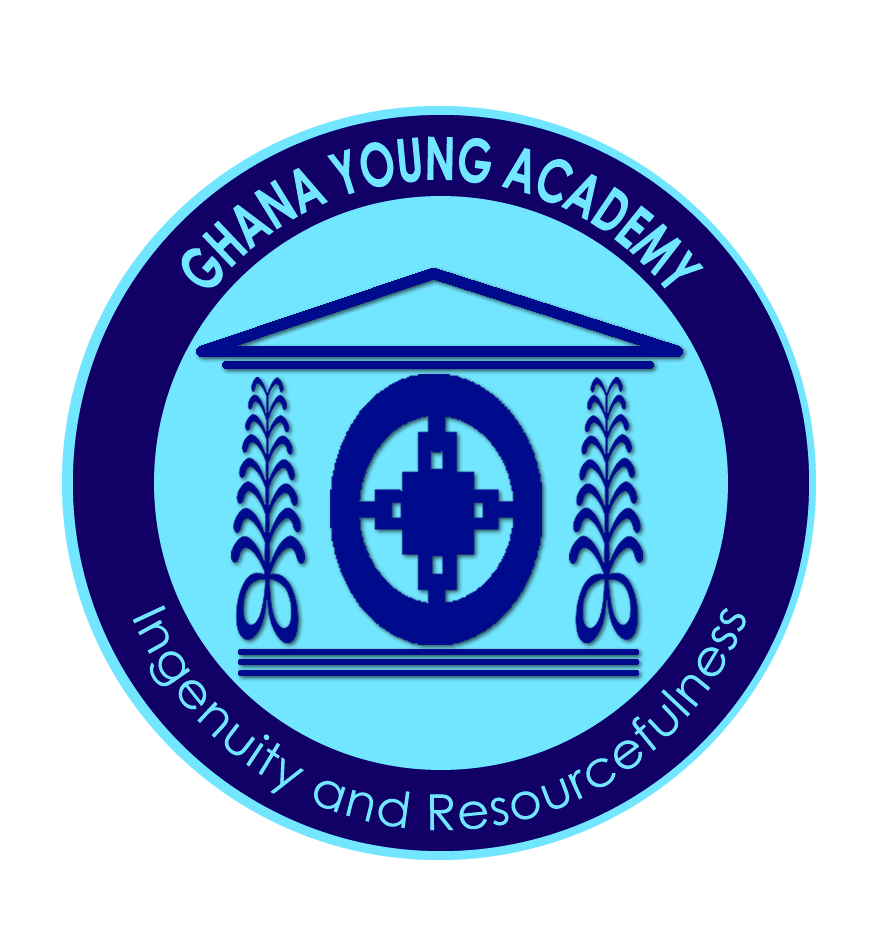 GHANA YOUNG ACADEMY
Ingenuity and Resourcefulness